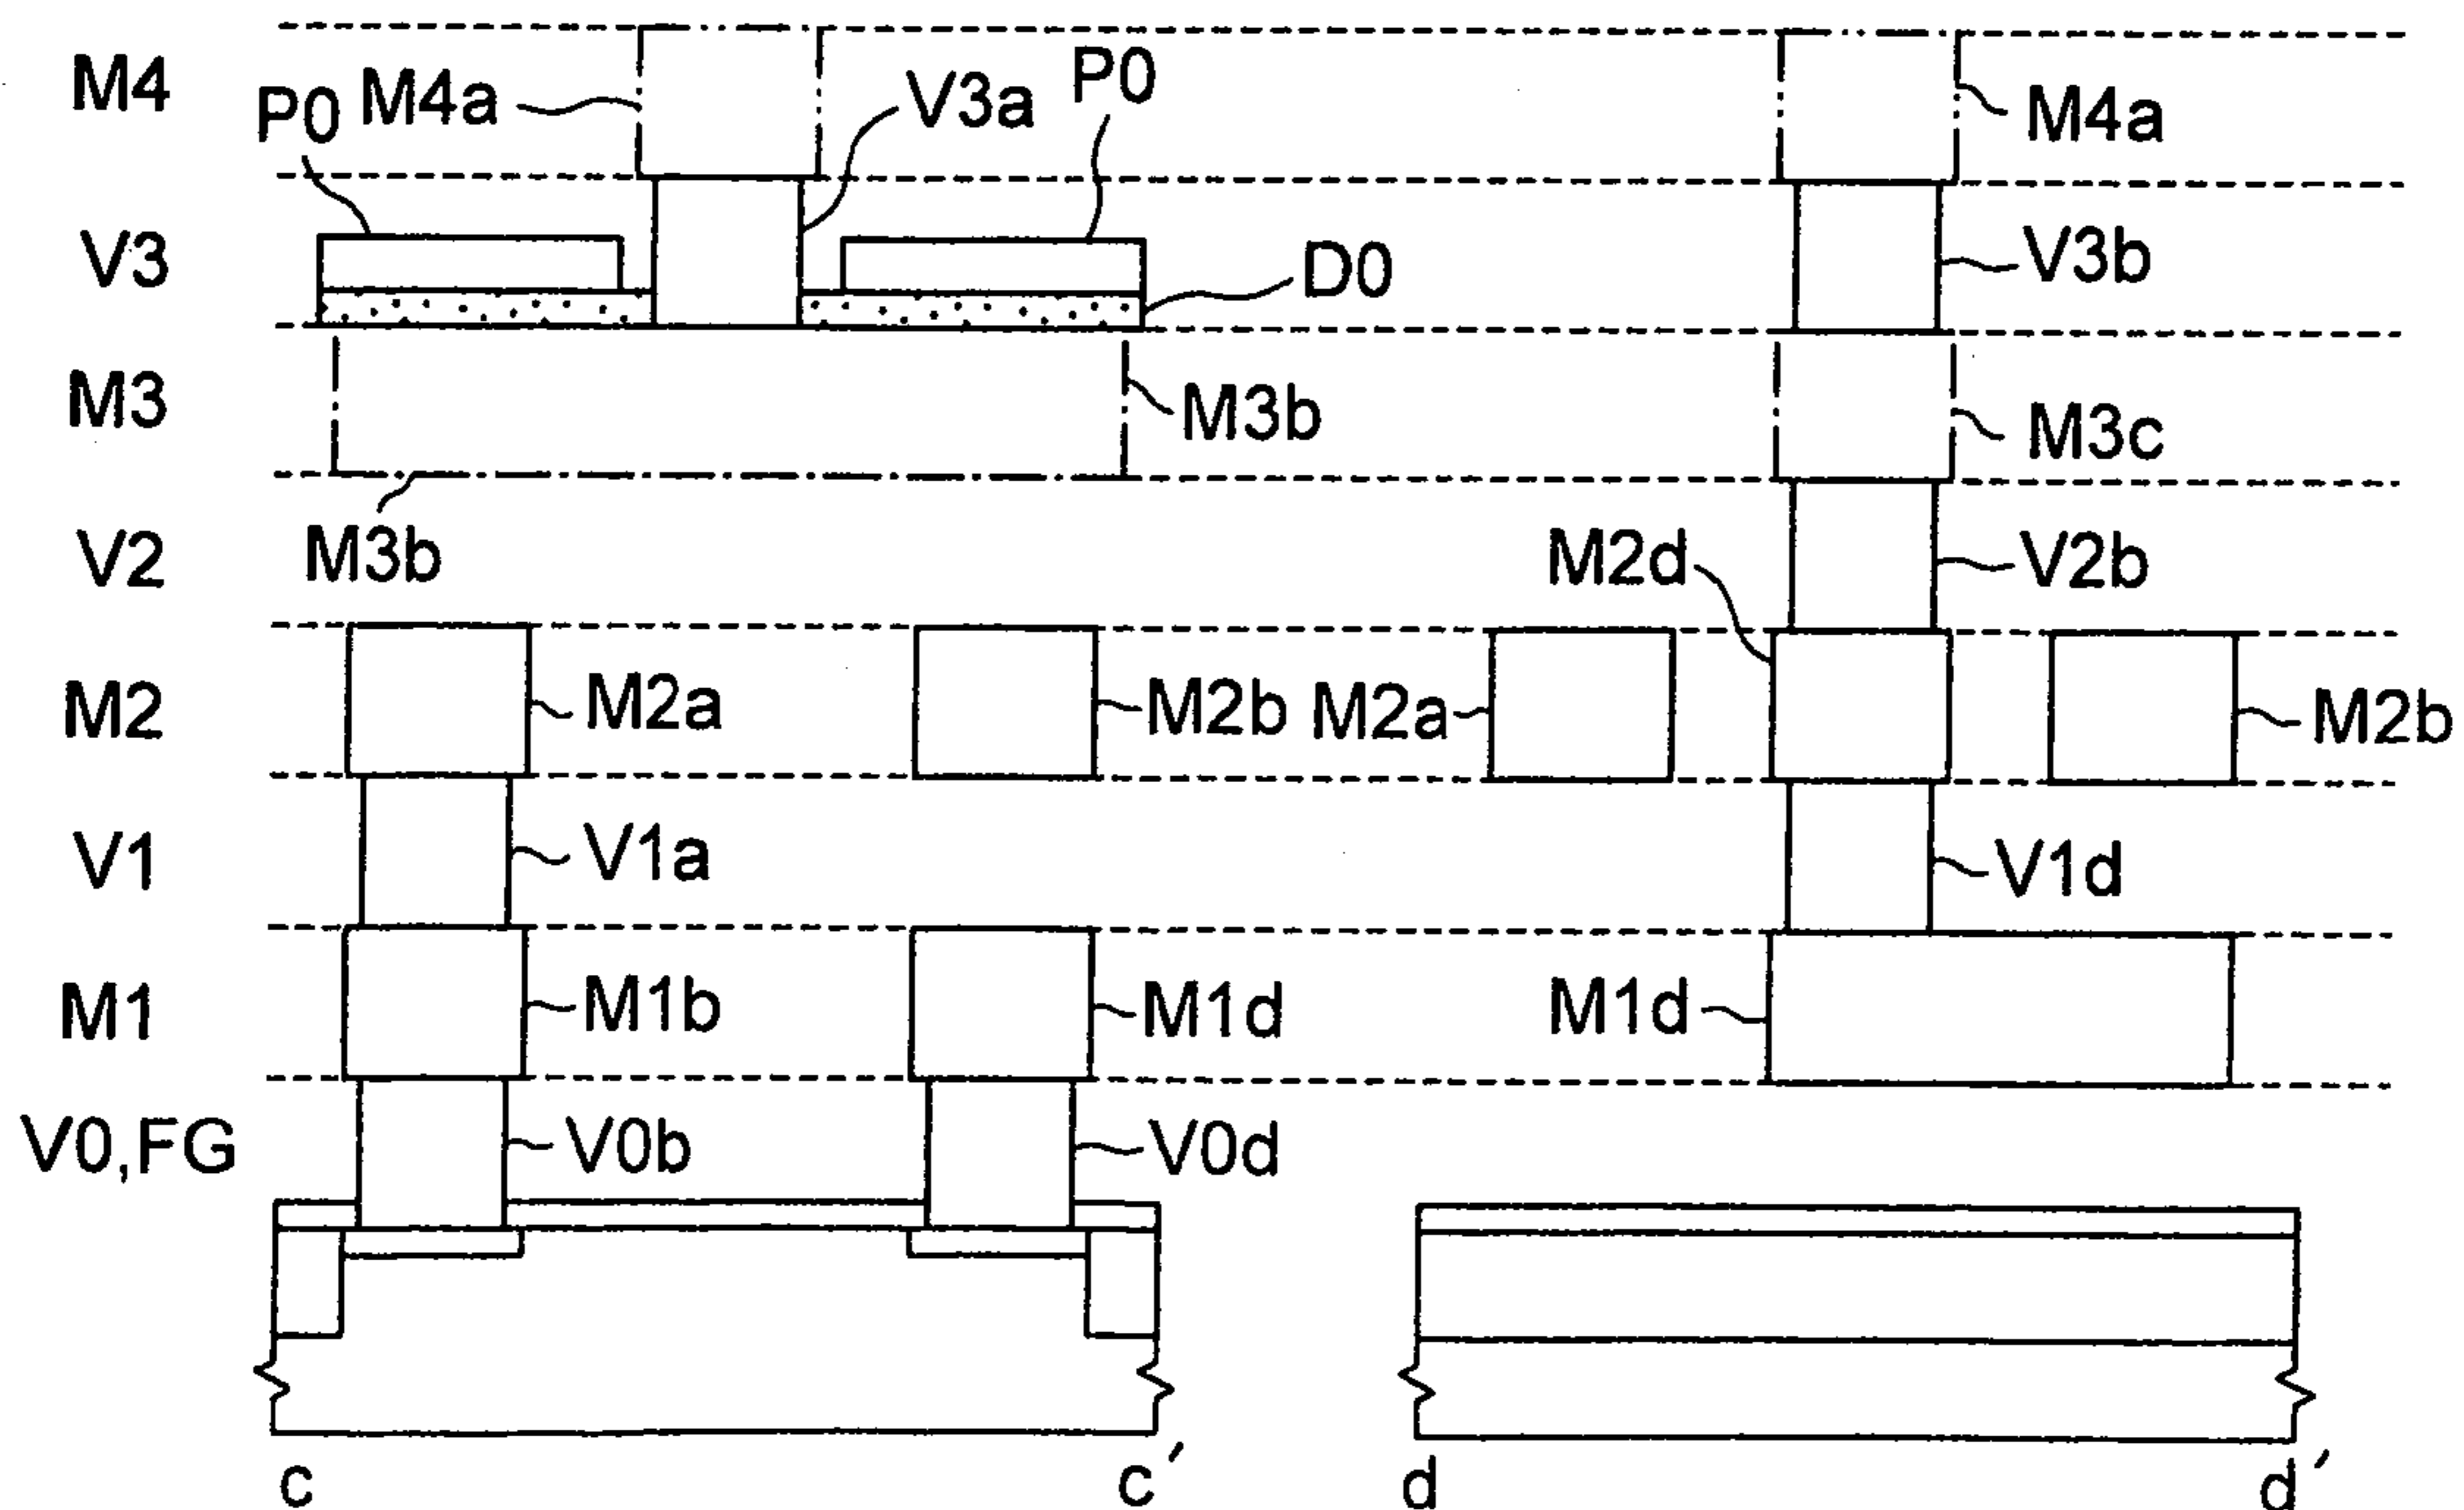 M4
P0
M4a
V3a
P0
M4a
V3
D0
V3b
M3
M3b
M3c
V2
M3b
M2d
V2b
M2
M2a
M2b
M2a
M2b
V1
V1a
V1d
M1
M1b
M1d
M1d
V0,FG
V0b
V0d
c
c′
d
d′